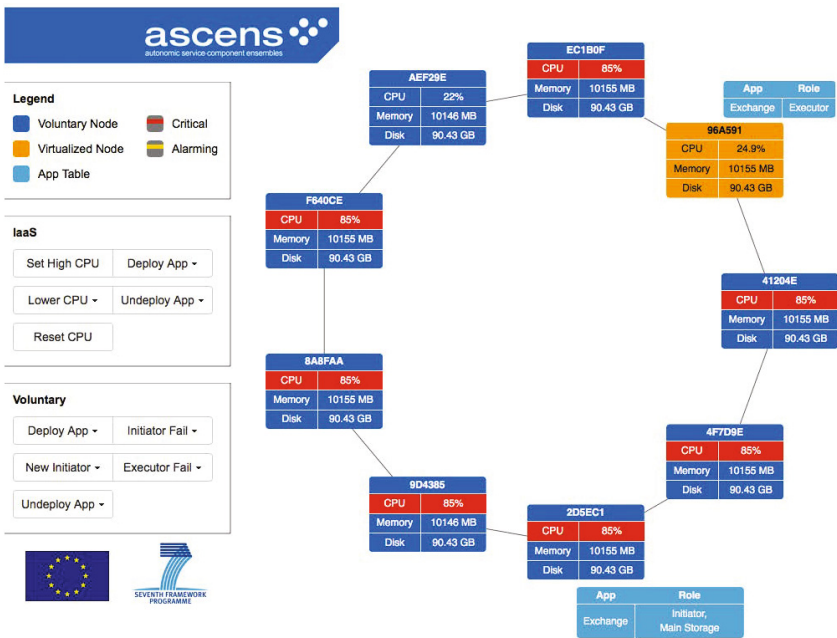 ascens
autonomic service-component ensembles
Legend
Voluntary Node
Critical
Virtualized Node
Alarming
App Table
IaaS
Set High CPU
Deploy App
Lower CPU
Undeploy App
Reset CPU
Voluntary
Deploy App
Initiator Fail
New Initiator
Executor Fail
Undeploy App
SEVENTH FRAMEWORK
PROGRAMME
AEF29E
CPU 22%
Memory 10146 MB
Disk 90.43 GB
EC1B0F
CPU 85%
Memory 10155 MB
Disk 90.43 GB
App Role
Exchange Executor
96A591
CPU 24.9%
Memory 10155 MB
Disk 90.43 GB
F640CE
CPU 85%
Memory 10155 MB
Disk 90.43 GB
41204E
CPU 85%
Memory 10155 MB
Disk 90.43 GB
8A8FAA
CPU 85%
Memory 10155 MB
Disk 90.43 GB
4F7D9E
CPU 85%
Memory 10155 MB
Disk 90.43 GB
9D4385
CPU 85%
Memory 10146 MB
Disk 90.43 GB
2D5EC1
CPU 85%
Memory 10155 MB
Disk 90.43 GB
App Role
Exchange Initiator,
Main Storage